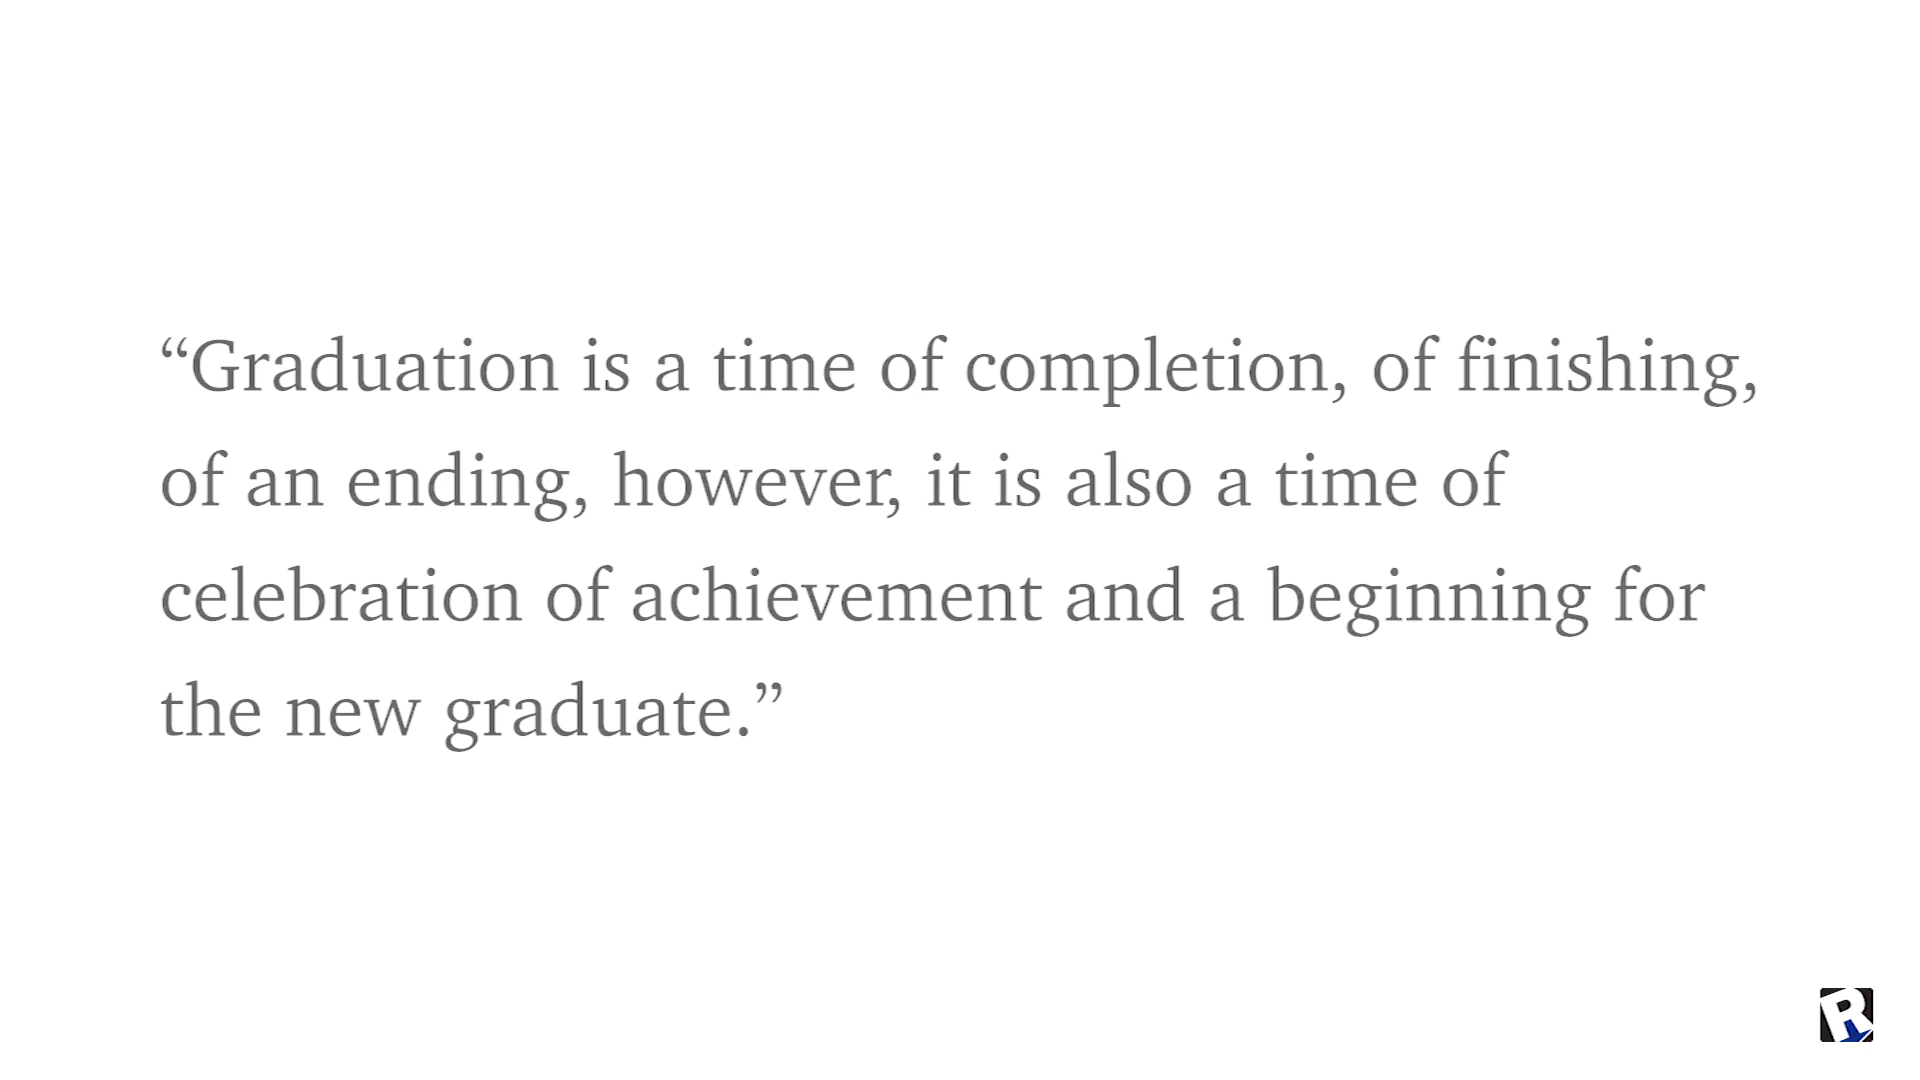 “Graduation is a time of completion, of finishing,
of an ending, however, it is also a time of
celebration of achievement and a beginning for
the new graduate.”
R